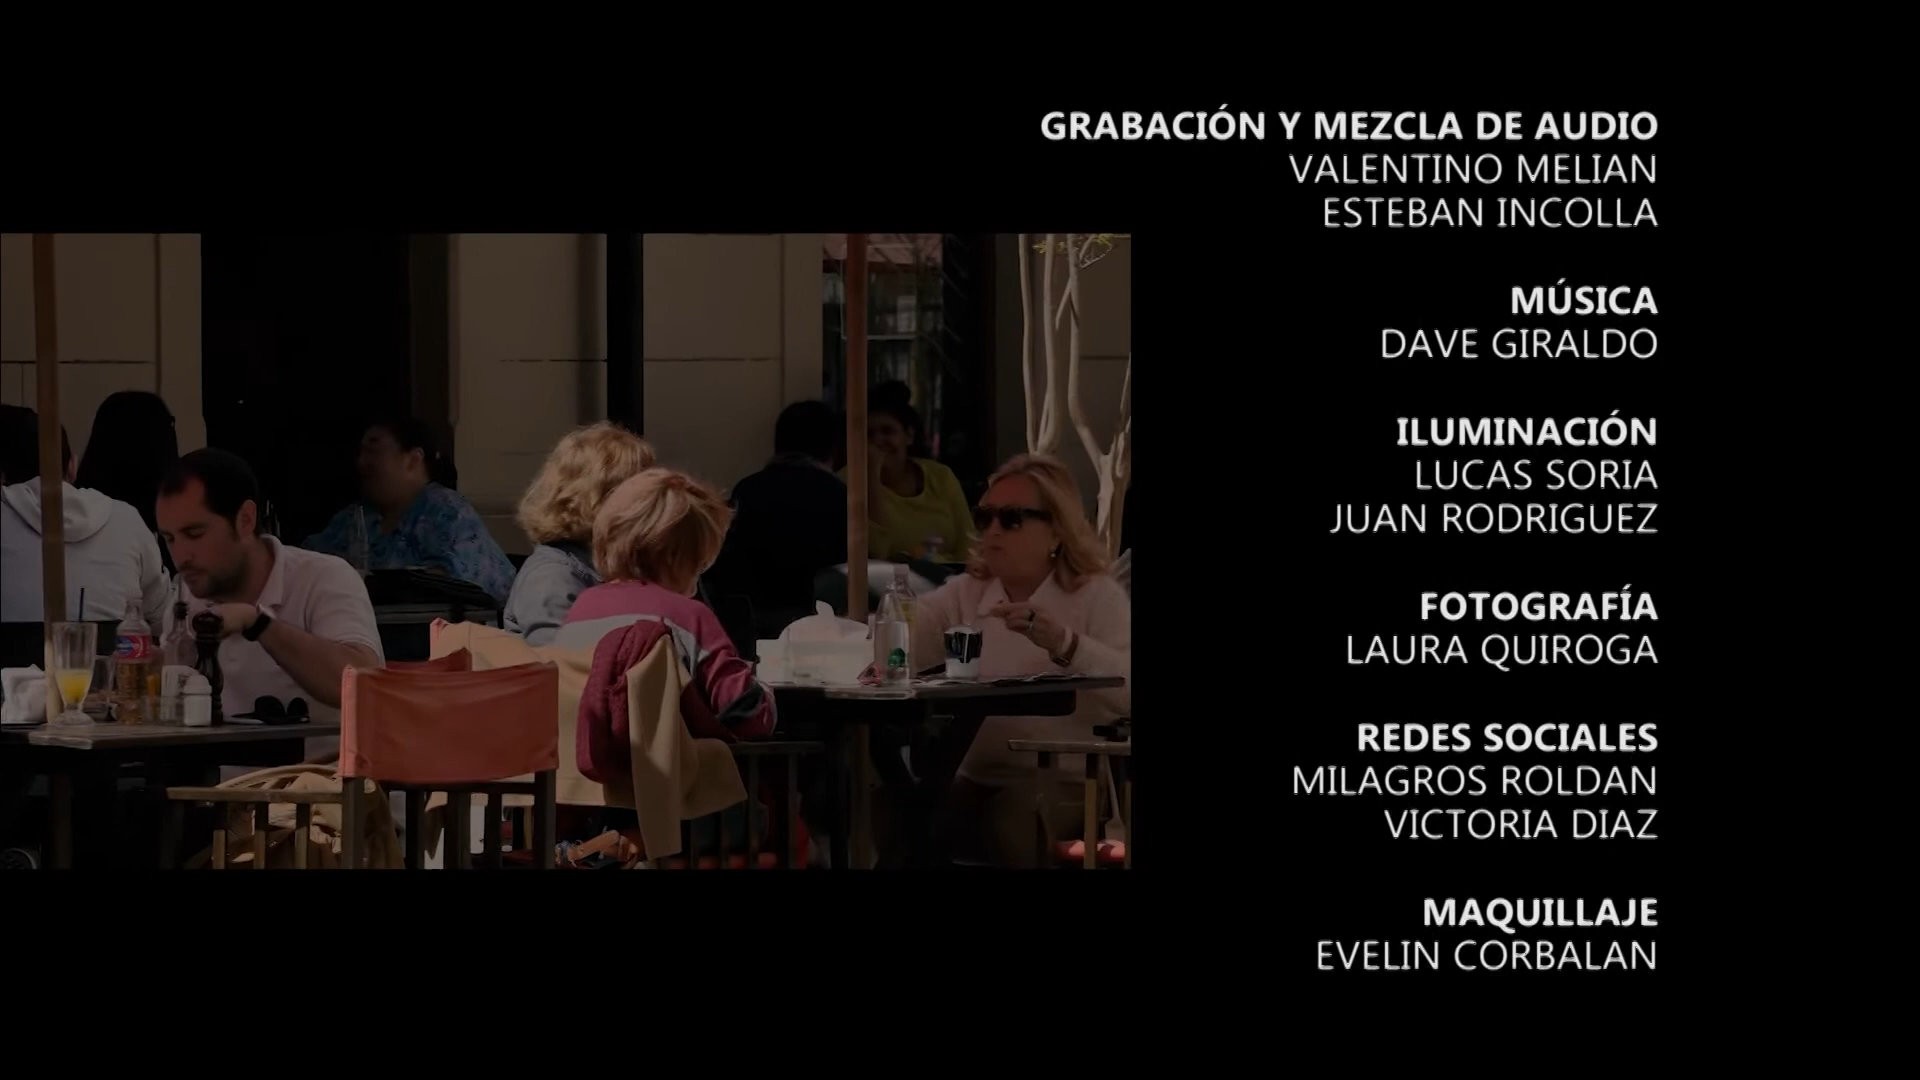 GRABACIÓN Y MEZCLA DE AUDIO
VALENTINO MELIAN
ESTEBAN INCOLLA
MÚSICA
DAVE GIRALDO
ILUMINACIÓN
LUCAS SORIA
JUAN RODRIGUEZ
FOTOGRAFÍA
LAURA QUIROGA
REDES SOCIALES
MILAGROS ROLDAN
VICTORIA DIAZ
MAQUILLAJE
EVELIN CORBALAN